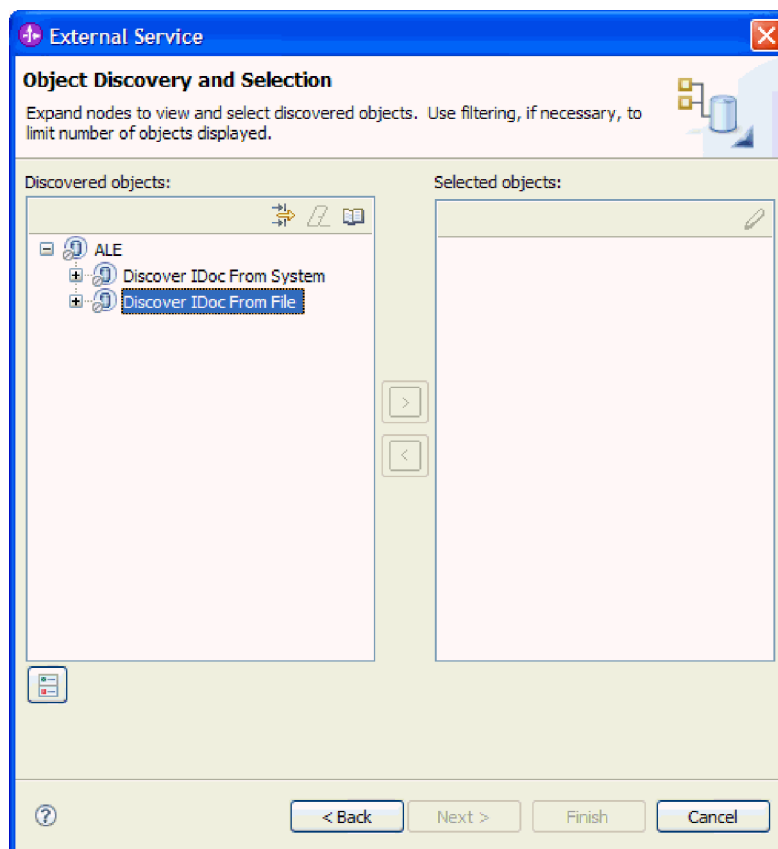 External Service
Object Discovery and Selection
Expand nodes to view and select discovered objects. Use filtering, if necessary, to
limit number of objects displayed.
Discovered objects:
Selected objects:
ALE
Discover IDoc From System
Discover IDoc From File
>
<
< Back
Next >
Finish
Cancel